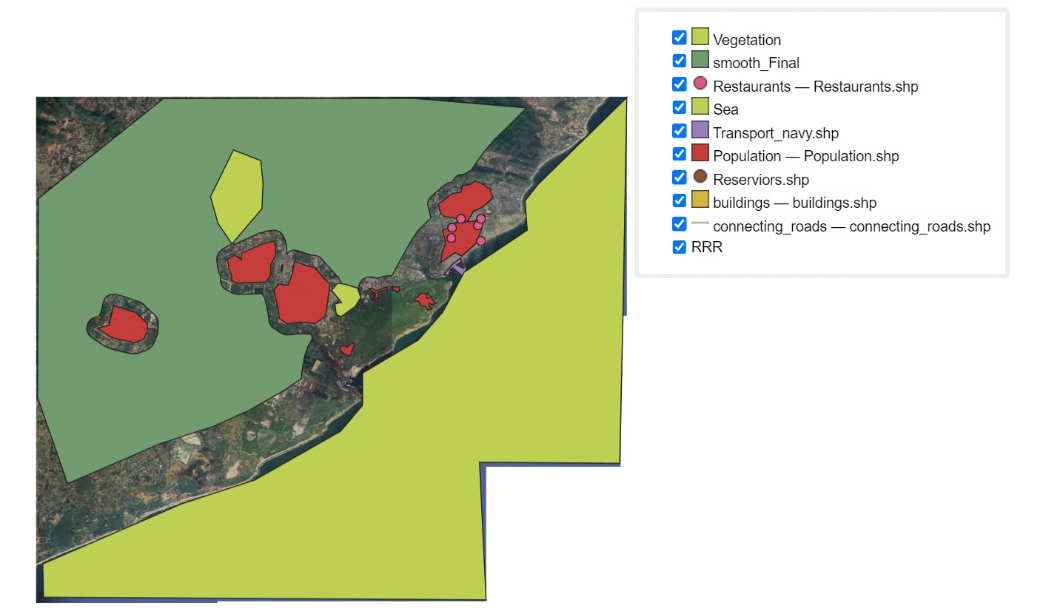 Vegetation
smooth_Final
Restaurants — Restaurants.shp
Sea
Transport_navy.shp
Population — Population.shp
Reserviors.shp
buildings — buildings.shp
connecting_roads — connecting_roads.shp
RRR